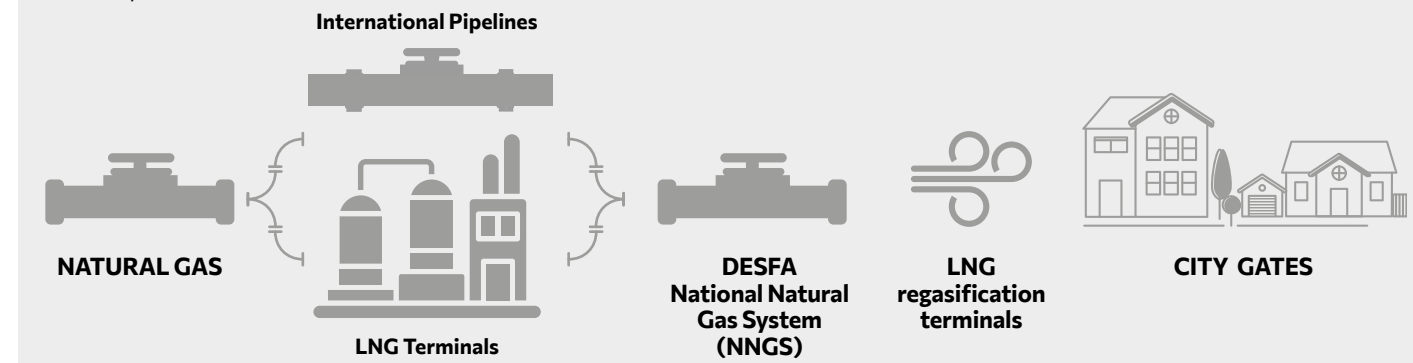 International Pipelines
NATURAL GAS
LNG Terminals
DESFA
National Natural
Gas System
(NNGS)
LNG
regasification
terminals
CITY GATES